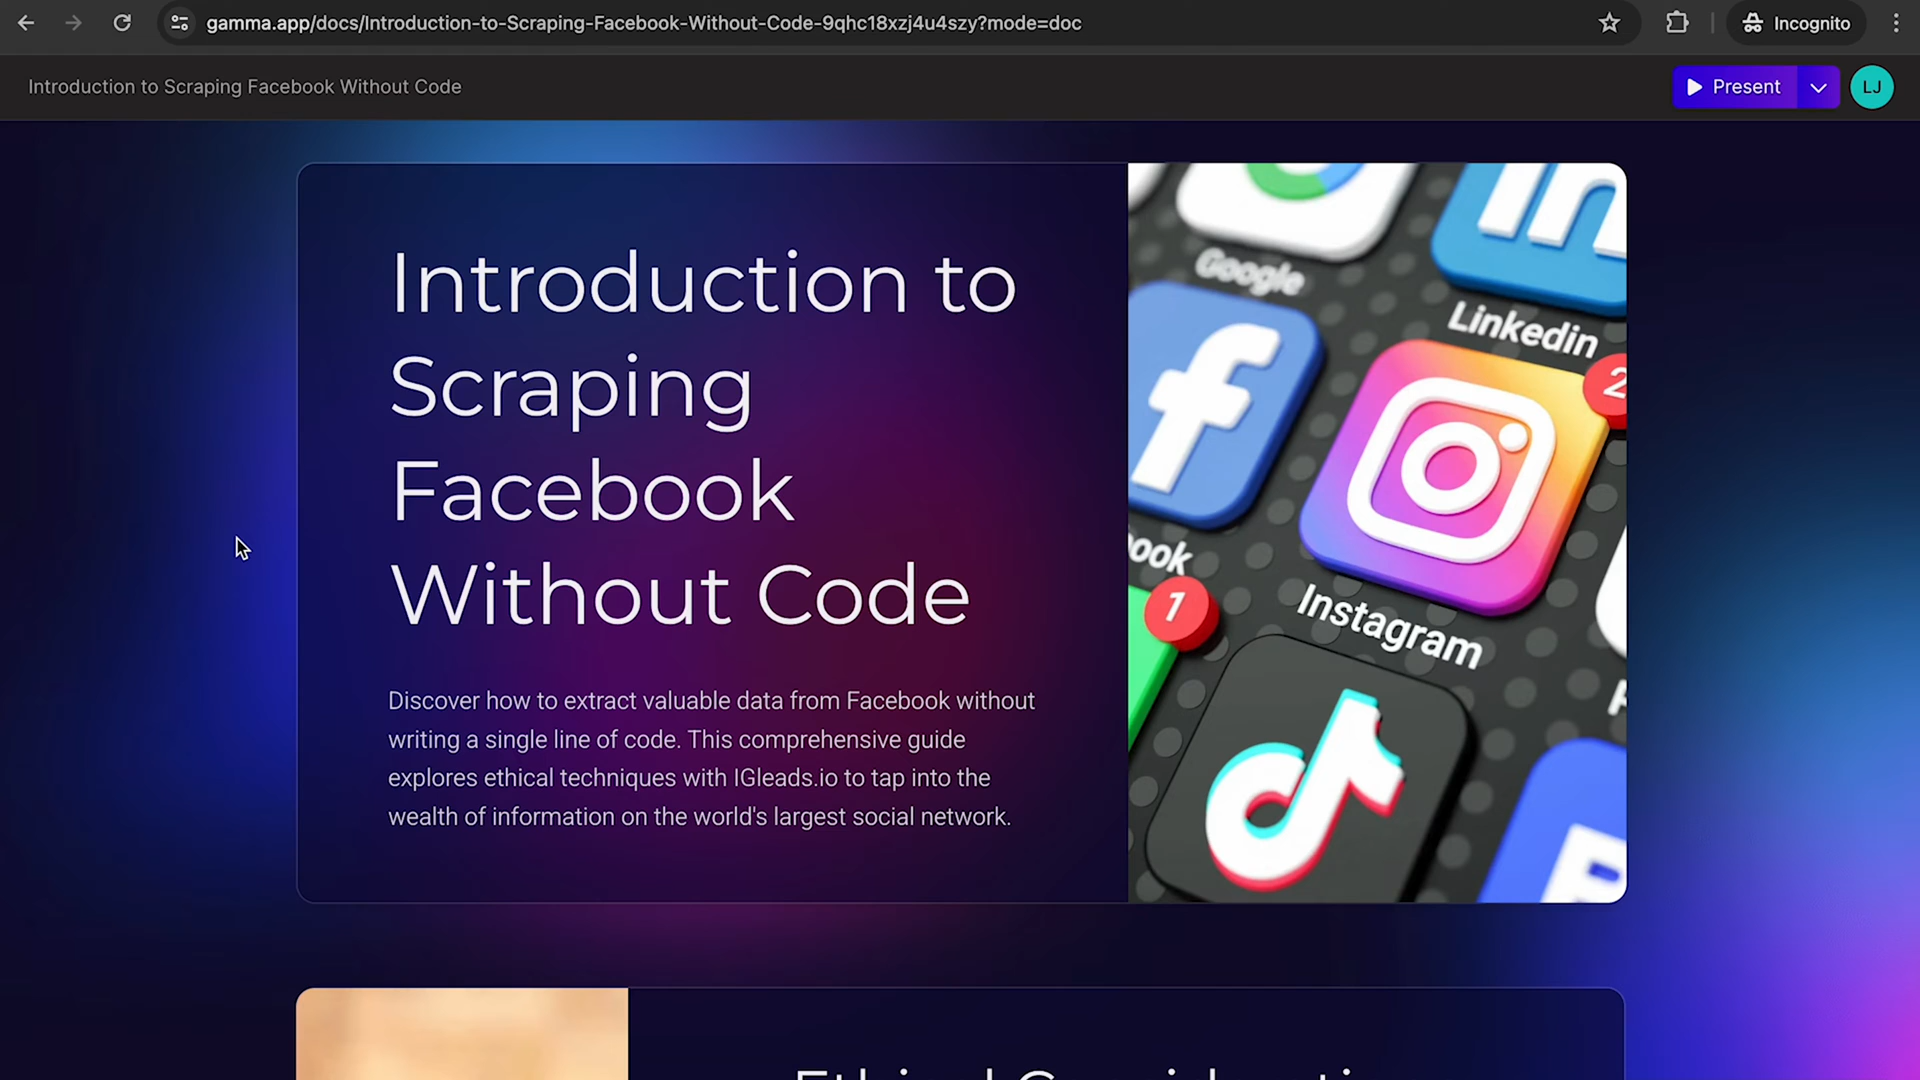 gamma.app/docs/Introduction-to-Scraping-Facebook-Without-Code-9qhc18xzj4u4szy?mode=doc
Incognito
Introduction to Scraping Facebook Without Code
Present
LJ
Introduction to
Scraping
Facebook
Without Code
Discover how to extract valuable data from Facebook without
writing a single line of code. This comprehensive guide
explores ethical techniques with IGleads.io to tap into the
wealth of information on the world's largest social network.
Google
in
Linkedin
2
f
ook
1
Instagram